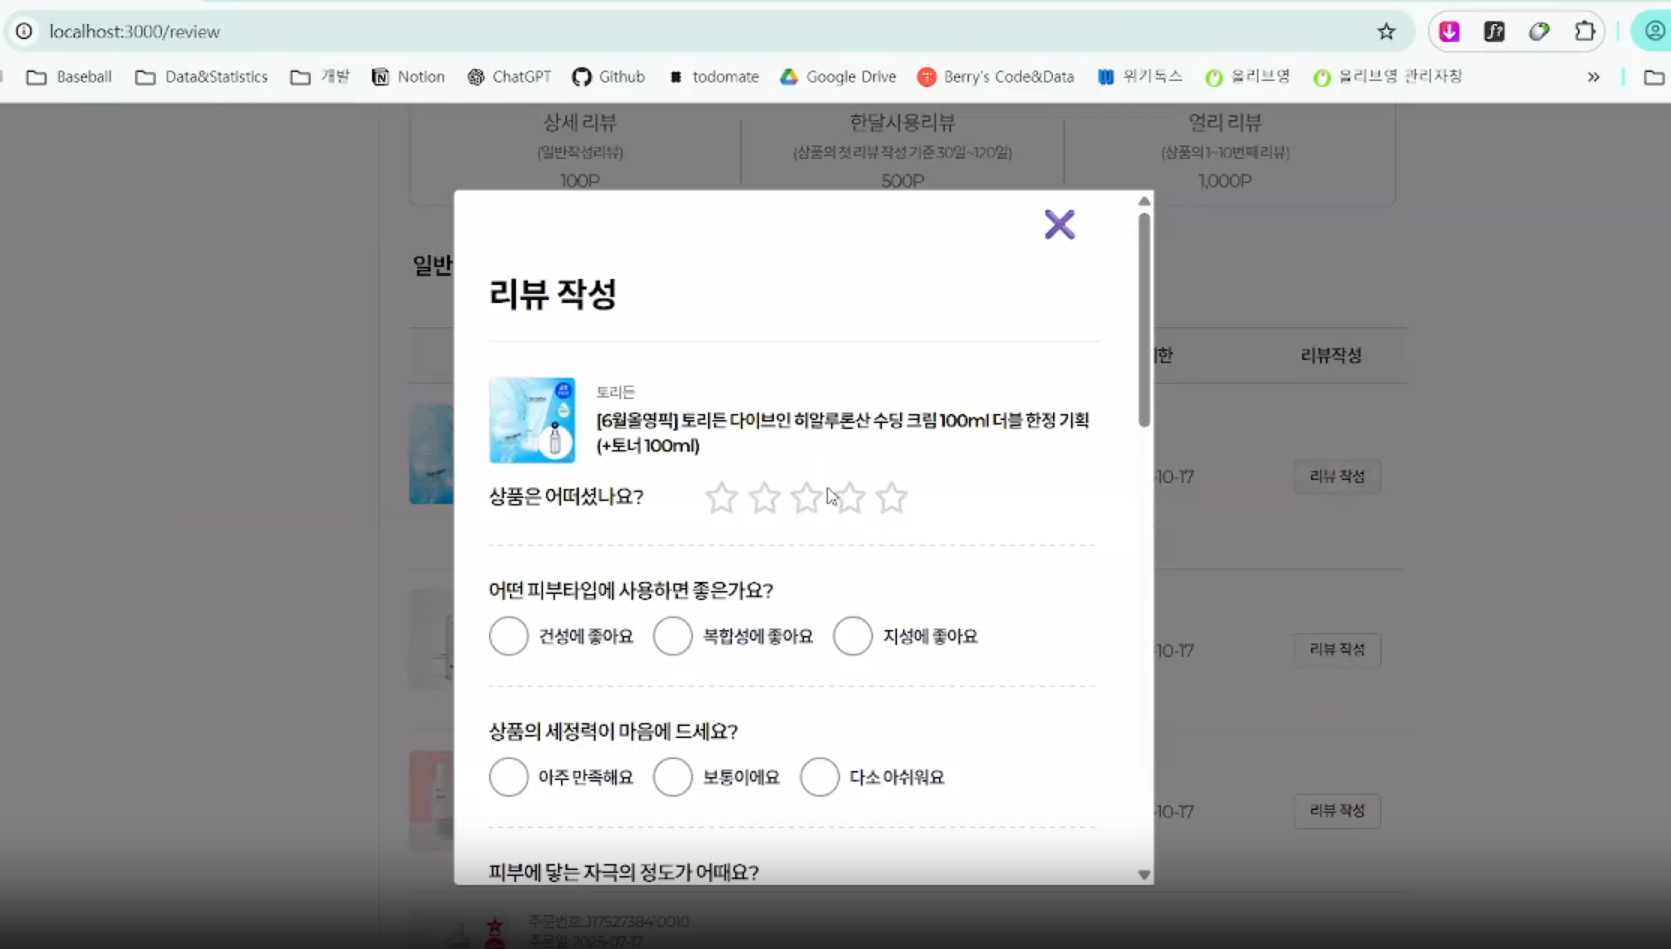 localhost:3000/review
Baseball
Data&Statistics
개발
Notion
ChatGPT
Github
todomate
Google Drive
Berry's Code&Data
위키독스
올리브영
올리브영 관리자창
»
상세 리뷰
(일반작성리뷰)
100P
한달사용리뷰
(상품의 첫 리뷰 작성 기준 30일~120일)
500P
얼리 리뷰
(상품의 1~10번째 리뷰)
1,000P
일반
한
리뷰작성
리뷰 작성
토리든
[6월올영픽] 토리든 다이브인 히알루론산 수딩 크림 100ml 더블 한정 기획
(+토너 100ml)
상품은 어떠셨나요?
어떤 피부타입에 사용하면 좋은가요?
건성에 좋아요
복합성에 좋아요
지성에 좋아요
상품의 세정력이 마음에 드세요?
아주 만족해요
보통이에요
다소 아쉬워요
피부에 닿는 자극의 정도가 어때요?
-10-17
리뷰 작성
-10-17
리뷰 작성
-10-17
리뷰 작성
주문일:2025-07-17